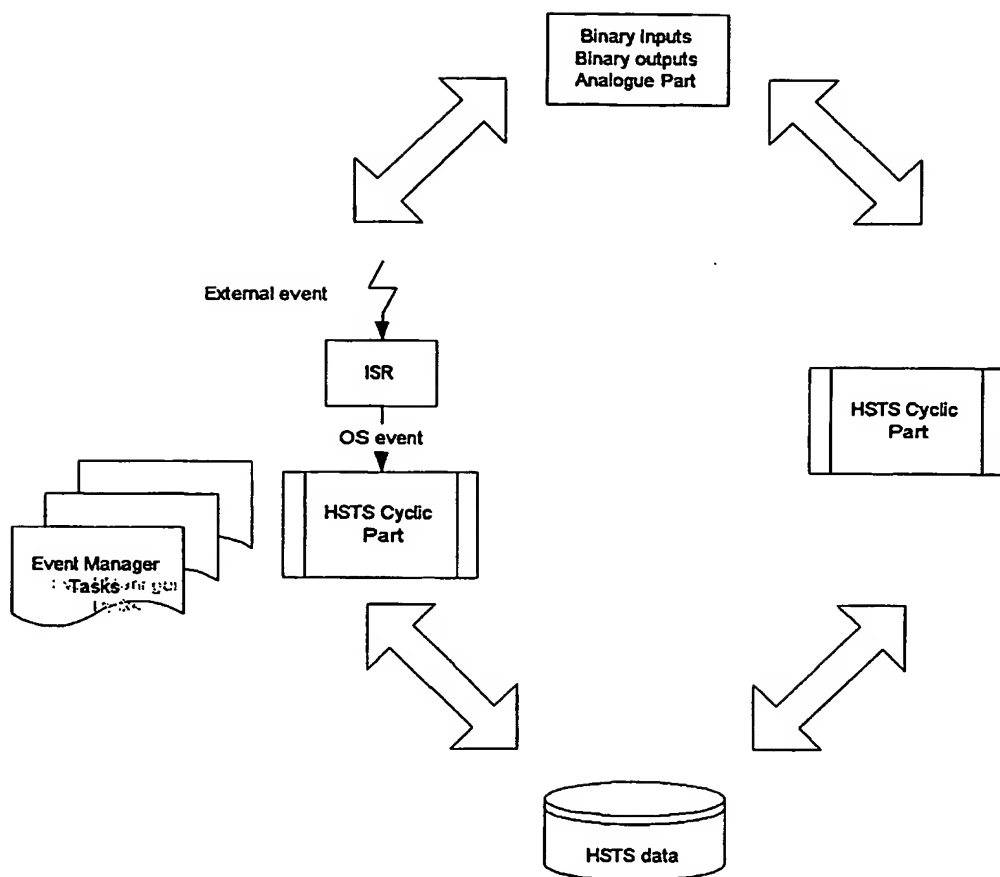 Binary Inputs
Binary outputs
Analogue Part
External event
ISR
OS event
HSTS Cyclic
Part
HSTS Cyclic
Part
Event Manager
Tasks
HSTS data